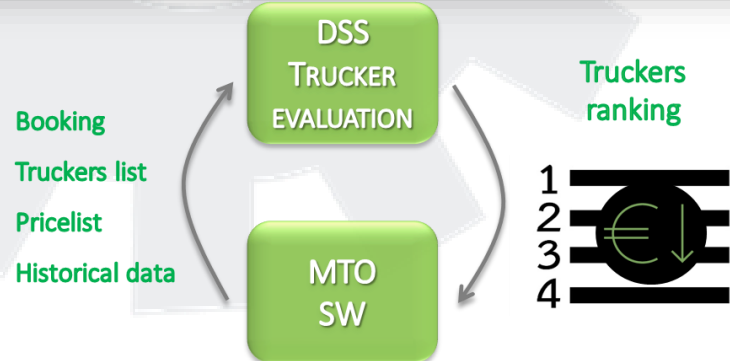 DSS
TRUCKER
EVALUATION
Booking
Truckers list
Pricelist
Historical data
Truckers
ranking
1
2
3
4
€
MTO
SW